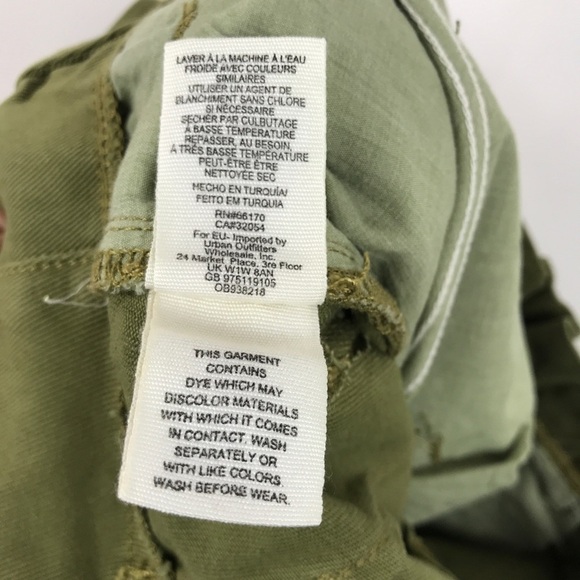 LAVER À LA MACHINE À L'EAU
FROIDE AVEC COULEURS
SIMILAIRES
UTILISER UN AGENT DE
BLANCHIMENT SANS CHLORE
SI NÉCESSAIRE
SÉCHER PAR CULBUTAGE
À BASSE TEMPÉRATURE
REPASSER, AU BESOIN,
À TRÈS BASSE TEMPÉRATURE
PEUT-ÊTRE ÊTRE
NETTOYÉE SEC
HECHO EN TURQUÍA/
FEITO EM TURQUIA
RN#66170
CA#32054
For EU- Imported by
Urban Outfitters
Wholesale, Inc.
24 Market Place, 3re Floor
UK W1W 8AN
GB 975119105
OB938218
THIS GARMENT
CONTAINS
DYE WHICH MAY
DISCOLOR MATERIALS
WITH WHICH IT COMES
IN CONTACT. WASH
SEPARATELY OR
WITH LIKE COLORS
WASH BEFORE WEAR.